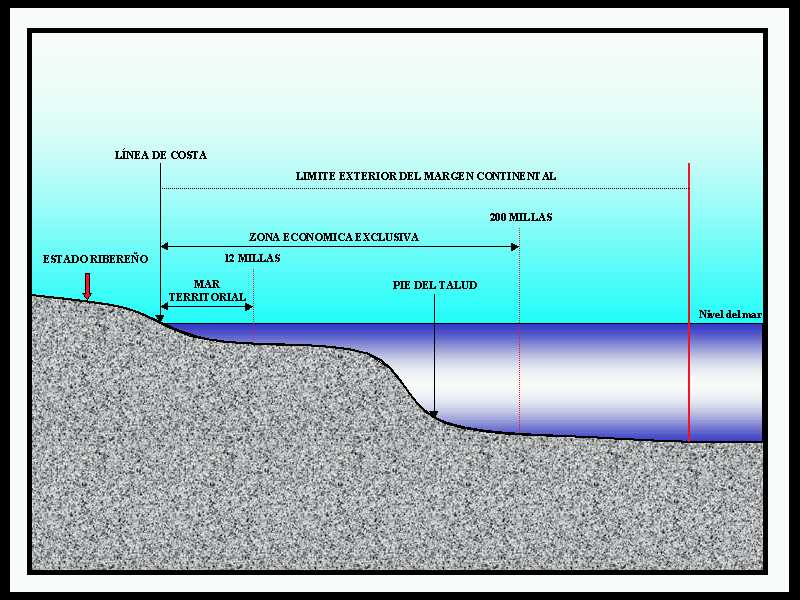 LÍNEA DE COSTA
LIMITE EXTERIOR DEL MARGEN CONTINENTAL
200 MILLAS
ZONA ECONOMICA EXCLUSIVA
ESTADO RIBEREÑO
12 MILLAS
MAR
TERRITORIAL
PIE DEL TALUD
Nivel del mar